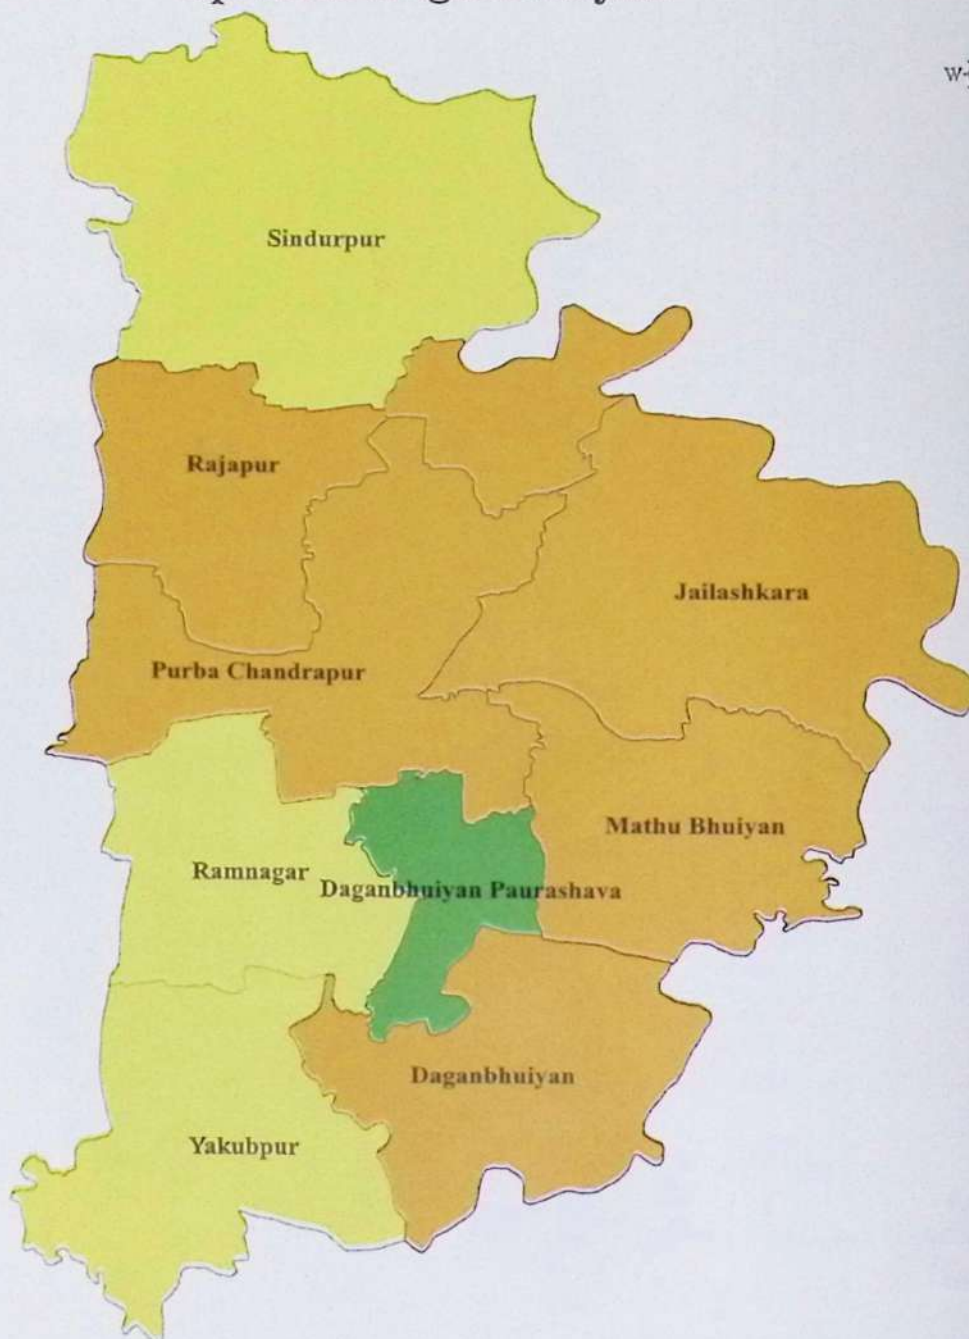 W
Sindurpur
Rajapur
Jailashkara
Purba Chandrapur
Mathu Bhuiyan
Ramnagar
Daganbhuiyan Paurashava
Daganbhuiyan
Yakubpur